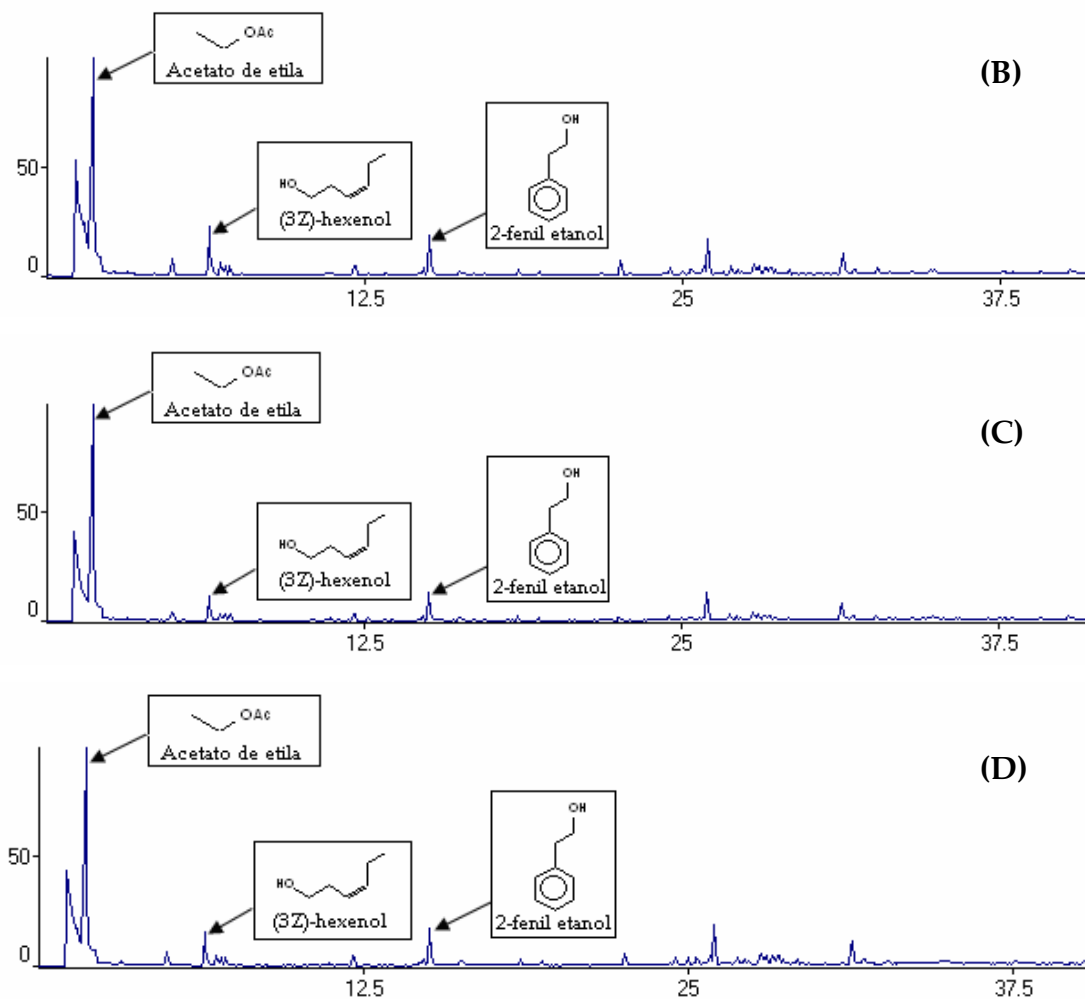 OAc
Acetato de etila
(B)
OH
HO
(3Z)-hexenol
2-fenil etanol
50
0
12.5
25
37.5
OAc
Acetato de etila
(C)
OH
HO
(3Z)-hexenol
2-fenil etanol
50
0
12.5
25
37.5
OAc
Acetato de etila
(D)
OH
HO
(3Z)-hexenol
2-fenil etanol
50
0
12.5
25
37.5